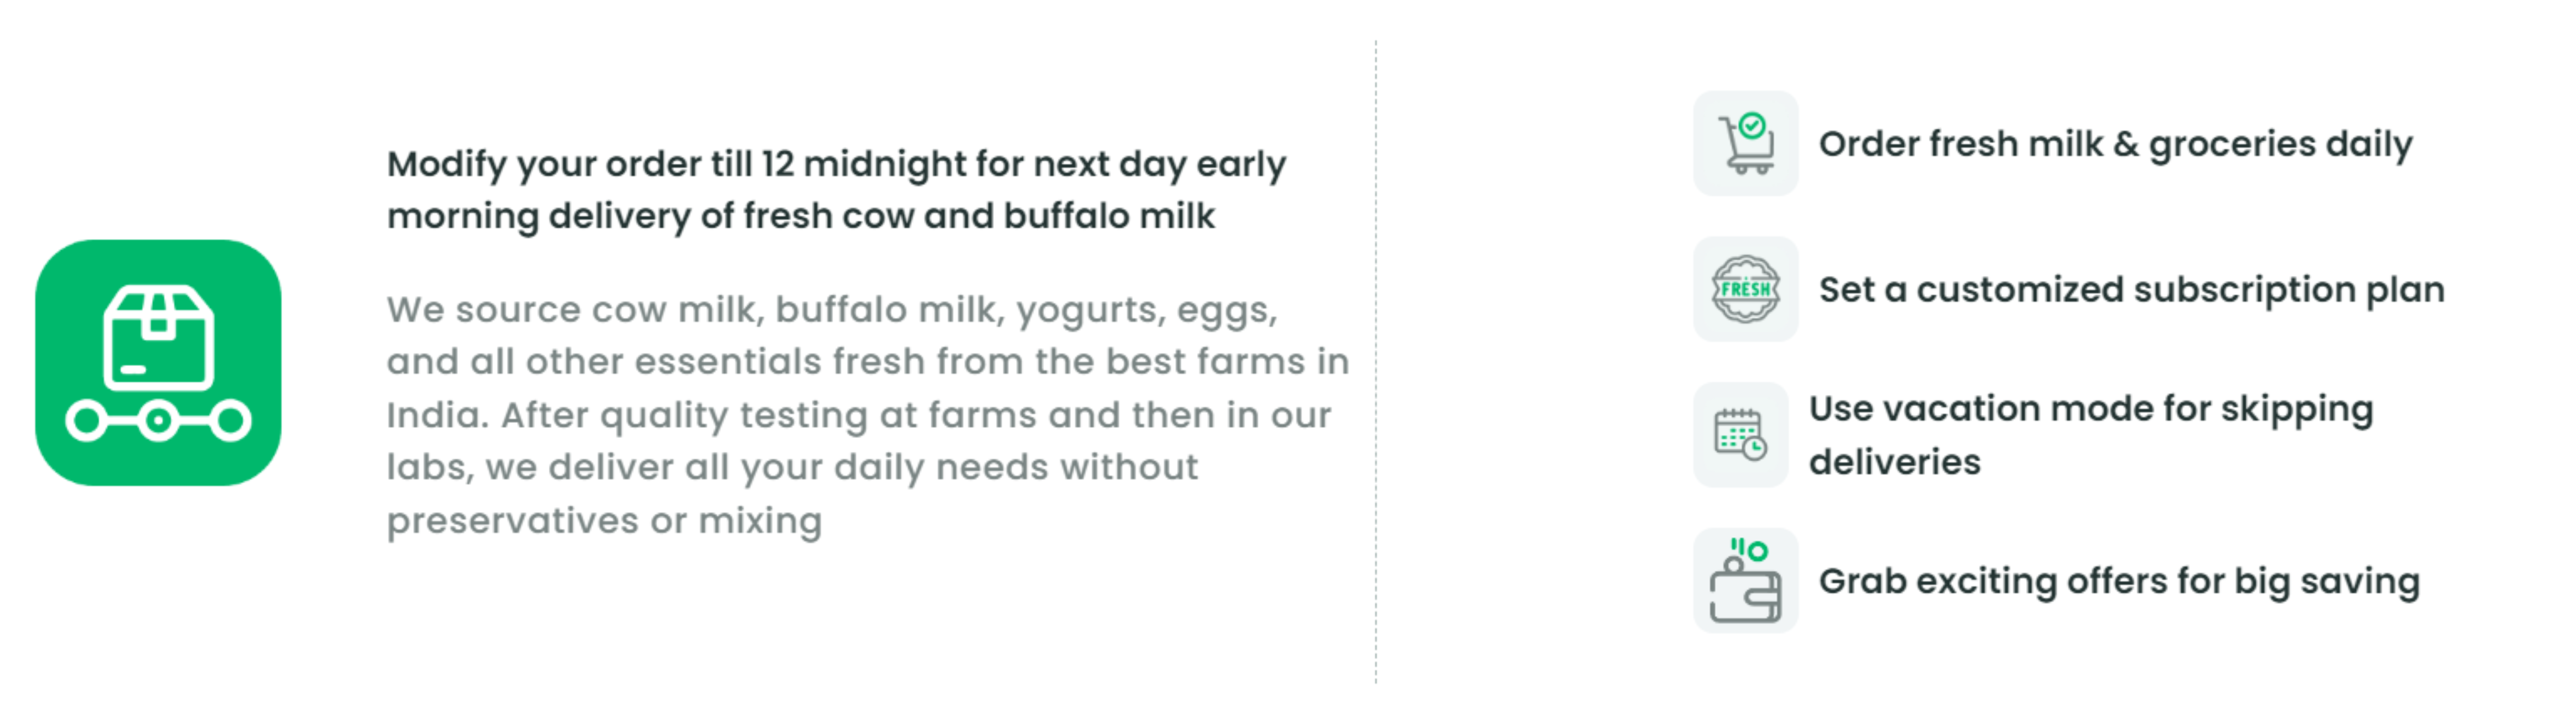 Modify your order till 12 midnight for next day early
morning delivery of fresh cow and buffalo milk
We source cow milk, buffalo milk, yogurts, eggs,
and all other essentials fresh from the best farms in
India. After quality testing at farms and then in our
labs, we deliver all your daily needs without
preservatives or mixing
Order fresh milk & groceries daily
FRESH
Set a customized subscription plan
Use vacation mode for skipping
deliveries
Grab exciting offers for big saving